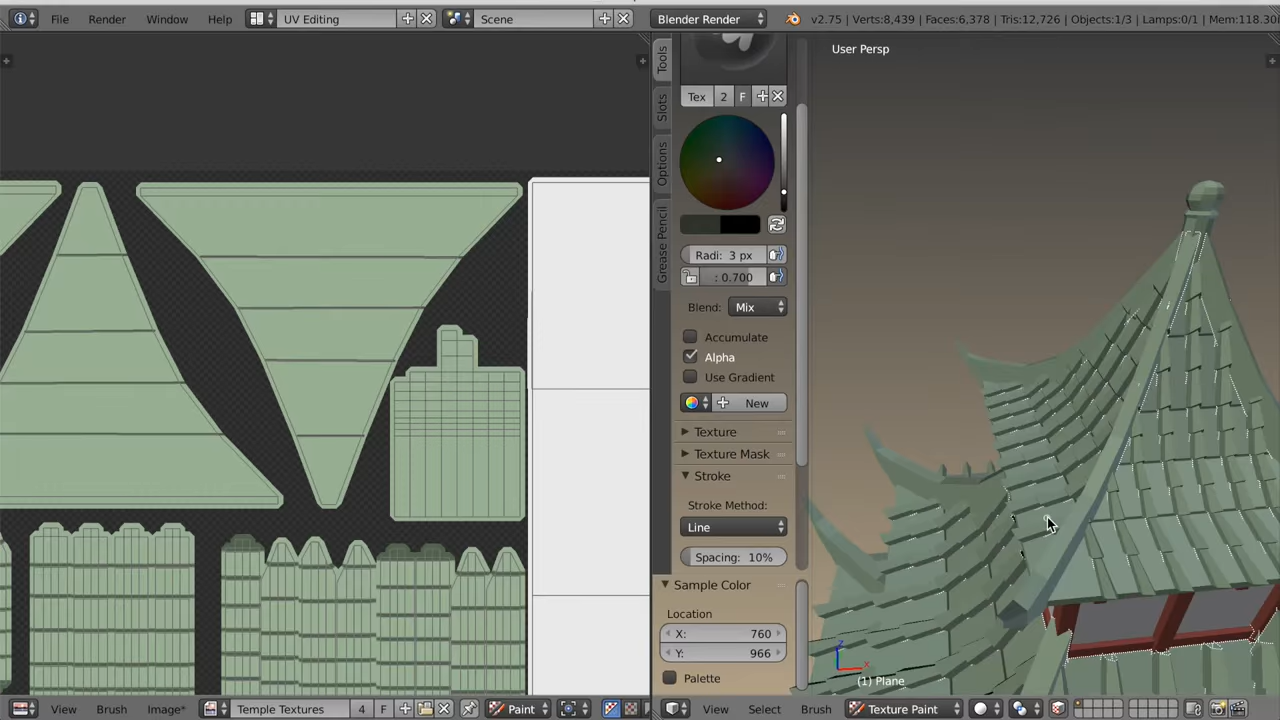 File Render Window Help UV Editing Scene Blender Render v2.75 | Verts:8,439 | Faces:6,378 | Tris:12,726 | Objects:1/3 | Lamps:0/1 | Mem:118.30
User Persp
Tools
Slots
Options
Grease Pencil
Tex 2 F
Radi: 3 px
: 0.700
Blend: Mix
Accumulate
Alpha
Use Gradient
New
Texture
Texture Mask
Stroke
Stroke Method:
Line
Spacing: 10%
Sample Color
Location
X: 760
Y: 966
Palette
z
x
(1) Plane
View Brush Image* Temple Textures 4 F Paint View Select Brush Texture Paint